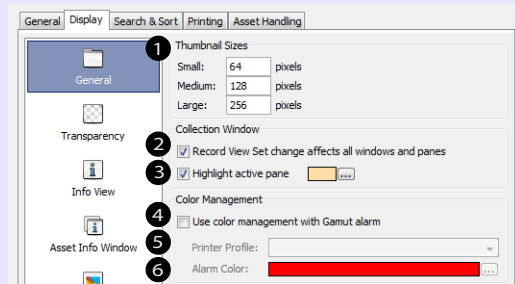 General Display Search & Sort Printing Asset Handling
General
Transparency
Info View
Asset Info Window
1 Thumbnail Sizes
Small: 64 pixels
Medium: 128 pixels
Large: 256 pixels
Collection Window
2 Record View Set change affects all windows and panes
3 Highlight active pane ...
Color Management
4 Use color management with Gamut alarm
5 Printer Profile:
6 Alarm Color: ...